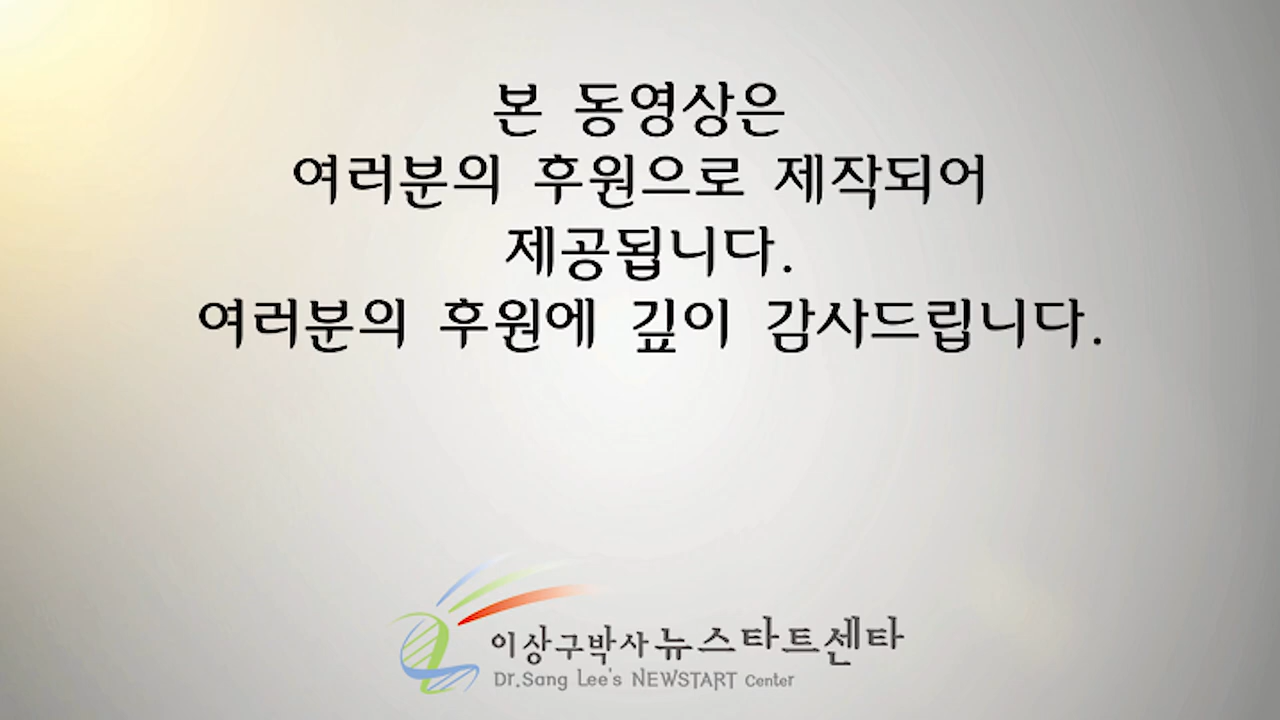 본 동영상은
여러분의 후원으로 제작되어
제공됩니다.
여러분의 후원에 깊이 감사드립니다.
이상구박사뉴스타트센타
Dr.Sang Lee's NEWSTART Center